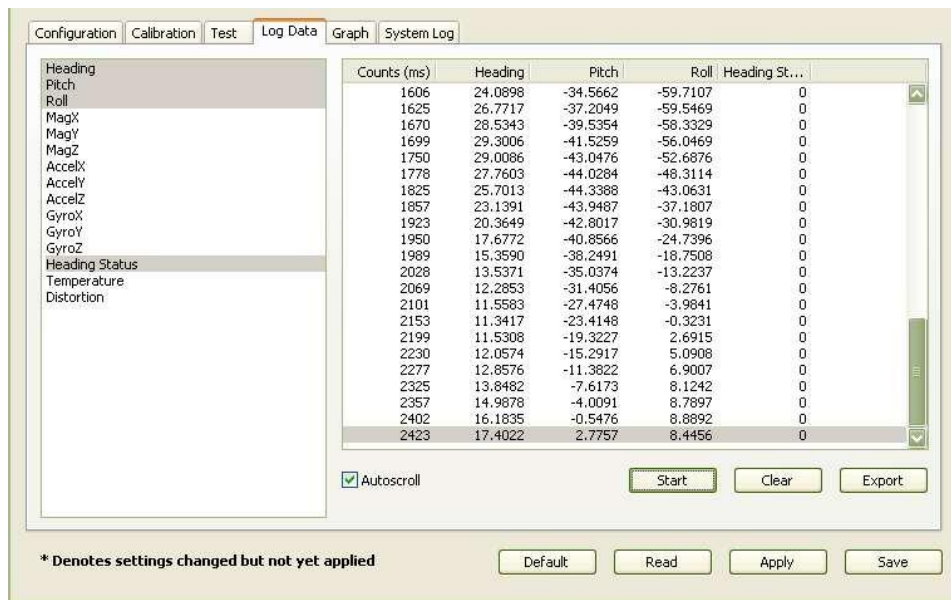 Configuration Calibration Test Log Data Graph System Log
Heading
Pitch
Roll
MagX
MagY
MagZ
AccelX
AccelY
AccelZ
GyroX
GyroY
GyroZ
Heading Status
Temperature
Distortion
Counts (ms) Heading Pitch Roll Heading St...
1606 24.0898 -34.5662 -59.7107 0
1625 26.7717 -37.2049 -59.5469 0
1670 28.5343 -39.5354 -58.3329 0
1699 29.3006 -41.5259 -56.0469 0
1750 29.0086 -43.0476 -52.6876 0
1778 27.7603 -44.0284 -48.3114 0
1825 25.7013 -44.3388 -43.0631 0
1857 23.1391 -43.9487 -37.1807 0
1923 20.3649 -42.8017 -30.9819 0
1950 17.6772 -40.8566 -24.7396 0
1989 15.3590 -38.2491 -18.7508 0
2028 13.5371 -35.0374 -13.2237 0
2069 12.2853 -31.4056 -8.2761 0
2101 11.5583 -27.4748 -3.9841 0
2153 11.3417 -23.4148 -0.3231 0
2199 11.5308 -19.3227 2.6915 0
2230 12.0574 -15.2917 5.0908 0
2277 12.8576 -11.3822 6.9007 0
2325 13.8482 -7.6173 8.1242 0
2357 14.9878 -4.0091 8.7897 0
2402 16.1835 -0.5476 8.8892 0
2423 17.4022 2.7757 8.4456 0
Autoscroll Start Clear Export
* Denotes settings changed but not yet applied Default Read Apply Save